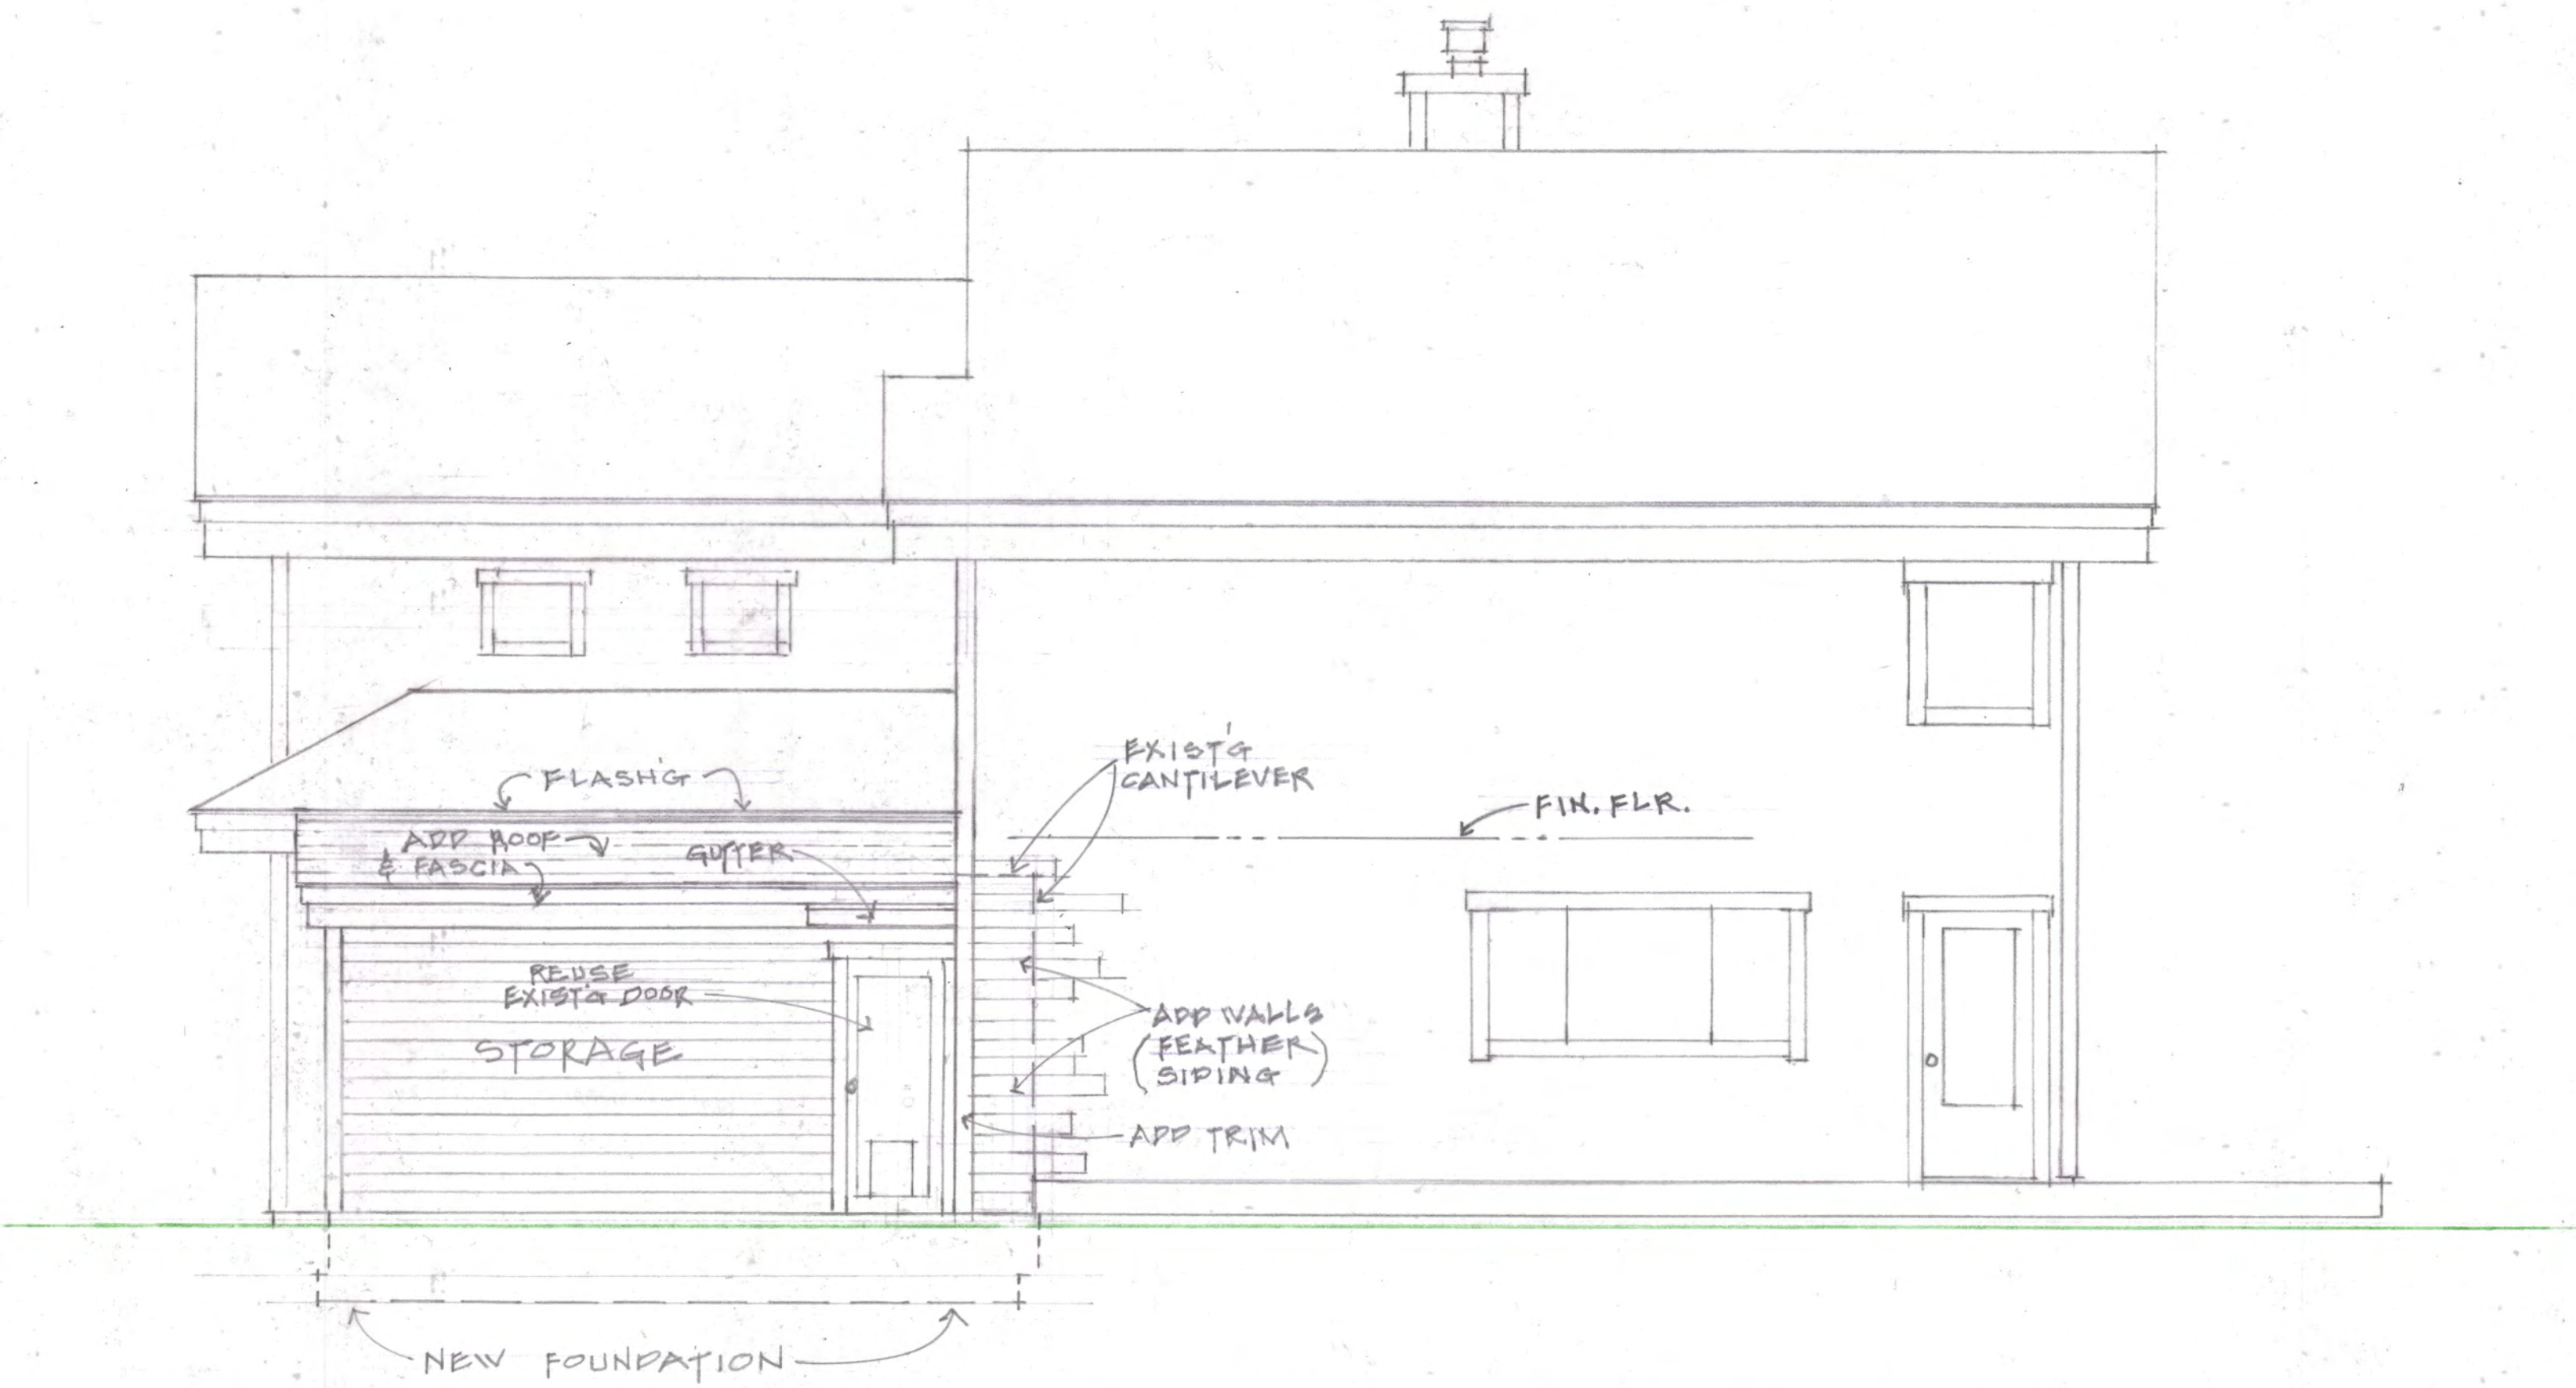 EXIST'G
CANTILEVER
FLASH'G
FIN. FLR.
ADD ROOF
& FASCIA
GUTTER
REUSE
EXIST'G DOOR
STORAGE
ADD WALLS
(FEATHER
SIDING)
ADD TRIM
NEW FOUNDATION